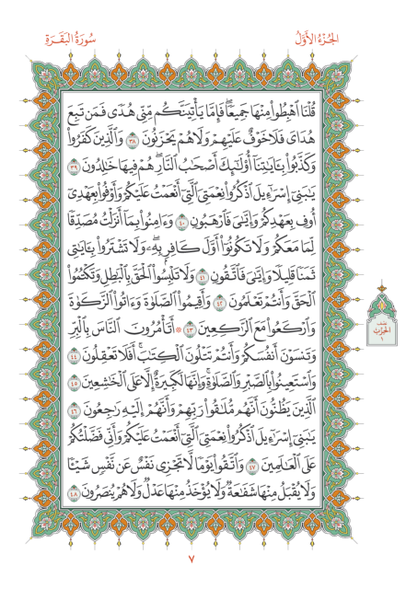 الجُزْءُ الأَوَّلُ
سُورَةُ البَقَـرَةِ
قُلْنَا ٱهْبِطُوا۟ مِنْهَا جَمِيعًا ۖ فَإِمَّا يَأْتِيَنَّكُم مِّنِّى هُدًى فَمَن تَبِعَ
هُدَاىَ فَلَا خَوْفٌ عَلَيْهِمْ وَلَا هُمْ يَحْزَنُونَ ٣٨ وَٱلَّذِينَ كَفَرُوا۟
وَكَذَّبُوا۟ بِـَٔايَـٰتِنَآ أُو۟لَـٰٓئِكَ أَصْحَـٰبُ ٱلنَّارِ ۖ هُمْ فِيهَا خَـٰلِدُونَ ٣٩
يَـٰبَنِىٓ إِسْرَٰٓءِيلَ ٱذْكُرُوا۟ نِعْمَتِىَ ٱلَّتِىٓ أَنْعَمْتُ عَلَيْكُمْ وَأَوْفُوا۟ بِعَهْدِىٓ
أُوفِ بِعَهْدِكُمْ وَإِيَّـٰىَ فَٱرْهَبُونِ ٤٠ وَءَامِنُوا۟ بِمَآ أَنزَلْتُ مُصَدِّقًا
لِّمَا مَعَكُمْ وَلَا تَكُونُوٓا۟ أَوَّلَ كَافِرٍۭ بِهِۦ ۖ وَلَا تَشْتَرُوا۟ بِـَٔايَـٰتِى
ثَمَنًا قَلِيلًا وَإِيَّـٰىَ فَٱتَّقُونِ ٤١ وَلَا تَلْبِسُوا۟ ٱلْحَقَّ بِٱلْبَـٰطِلِ وَتَكْتُمُوا۟
ٱلْحَقَّ وَأَنتُمْ تَعْلَمُونَ ٤٢ وَأَقِيمُوا۟ ٱلصَّلَوٰةَ وَءَاتُوا۟ ٱلزَّكَوٰةَ
وَٱرْكَعُوا۟ مَعَ ٱلرَّٰكِعِينَ ٤٣ ۞ أَتَأْمُرُونَ ٱلنَّاسَ بِٱلْبِرِّ
وَتَنسَوْنَ أَنفُسَكُمْ وَأَنتُمْ تَتْلُونَ ٱلْكِتَـٰبَ ۚ أَفَلَا تَعْقِلُونَ ٤٤
وَٱسْتَعِينُوا۟ بِٱلصَّبْرِ وَٱلصَّلَوٰةِ ۚ وَإِنَّهَا لَكَبِيرَةٌ إِلَّا عَلَى ٱلْخَـٰشِعِينَ ٤٥
ٱلَّذِينَ يَظُنُّونَ أَنَّهُم مُّلَـٰقُوا۟ رَبِّهِمْ وَأَنَّهُمْ إِلَيْهِ رَٰجِعُونَ ٤٦
يَـٰبَنِىٓ إِسْرَٰٓءِيلَ ٱذْكُرُوا۟ نِعْمَتِىَ ٱلَّتِىٓ أَنْعَمْتُ عَلَيْكُمْ وَأَنِّى فَضَّلْتُكُمْ
عَلَى ٱلْعَـٰلَمِينَ ٤٧ وَٱتَّقُوا۟ يَوْمًا لَّا تَجْزِى نَفْسٌ عَن نَّفْسٍ شَيْـًٔا
وَلَا يُقْبَلُ مِنْهَا شَفَـٰعَةٌ وَلَا يُؤْخَذُ مِنْهَا عَدْلٌ وَلَا هُمْ يُنصَرُونَ ٤٨
نصف
الحزب
١
٧